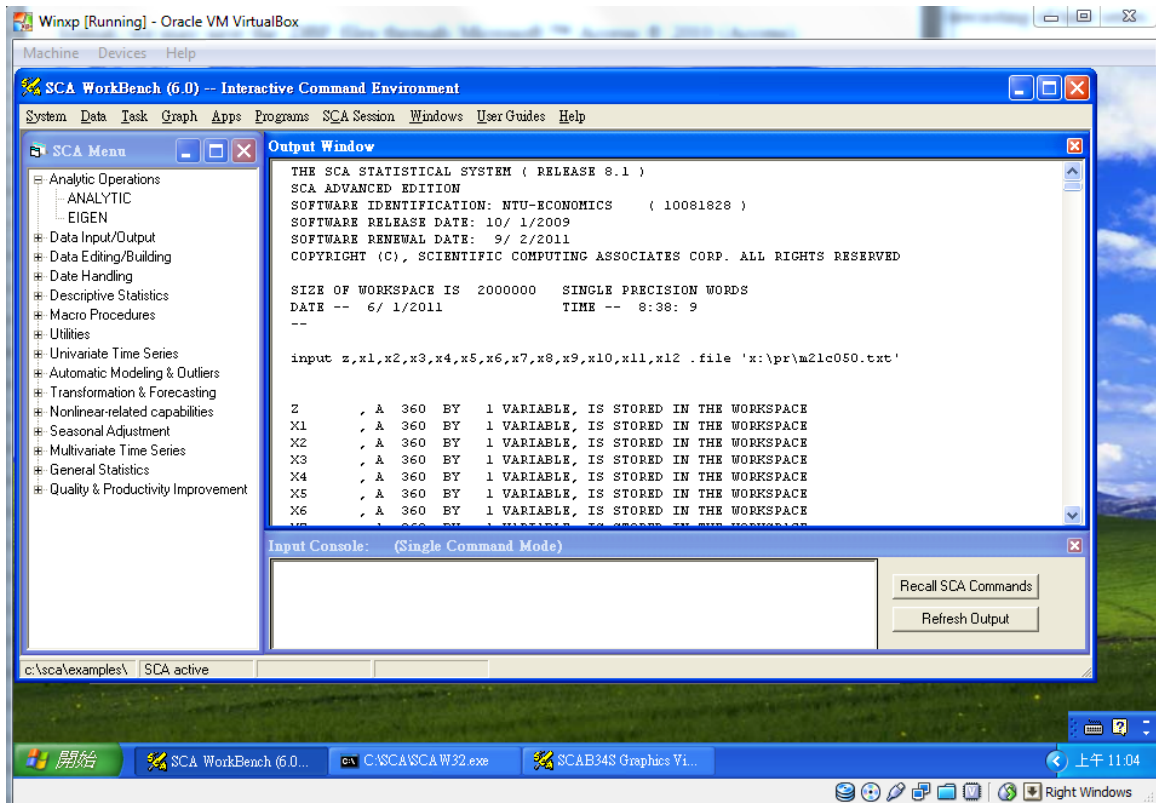 Winxp [Running] - Oracle VM VirtualBox
Machine Devices Help
SCA WorkBench (6.0) -- Interactive Command Environment
System Data Task Graph Apps Programs SCA Session Windows User Guides Help
SCA Menu
Analytic Operations
ANALYTIC
EIGEN
Data Input/Output
Data Editing/Building
Date Handling
Descriptive Statistics
Macro Procedures
Utilities
Univariate Time Series
Automatic Modeling & Outliers
Transformation & Forecasting
Nonlinear-related capabilities
Seasonal Adjustment
Multivariate Time Series
General Statistics
Quality & Productivity Improvement
Output Window
THE SCA STATISTICAL SYSTEM ( RELEASE 8.1 )
SCA ADVANCED EDITION
SOFTWARE IDENTIFICATION: NTU-ECONOMICS ( 10081828 )
SOFTWARE RELEASE DATE: 10/ 1/2009
SOFTWARE RENEWAL DATE: 9/ 2/2011
COPYRIGHT (C), SCIENTIFIC COMPUTING ASSOCIATES CORP. ALL RIGHTS RESERVED
SIZE OF WORKSPACE IS 2000000 SINGLE PRECISION WORDS
DATE -- 6/ 1/2011 TIME -- 8:38: 9
--
input z,x1,x2,x3,x4,x5,x6,x7,x8,x9,x10,x11,x12 .file 'x:\pr\m21c050.txt'
Z , A 360 BY 1 VARIABLE, IS STORED IN THE WORKSPACE
X1 , A 360 BY 1 VARIABLE, IS STORED IN THE WORKSPACE
X2 , A 360 BY 1 VARIABLE, IS STORED IN THE WORKSPACE
X3 , A 360 BY 1 VARIABLE, IS STORED IN THE WORKSPACE
X4 , A 360 BY 1 VARIABLE, IS STORED IN THE WORKSPACE
X5 , A 360 BY 1 VARIABLE, IS STORED IN THE WORKSPACE
X6 , A 360 BY 1 VARIABLE, IS STORED IN THE WORKSPACE
Input Console: (Single Command Mode)
Recall SCA Commands
Refresh Output
c:\sca\examples\ SCA active
開始 SCA WorkBench (6.0... C:\SCA\SCAW32.exe SCAB34S Graphics Vi... 上午 11:04
Right Windows